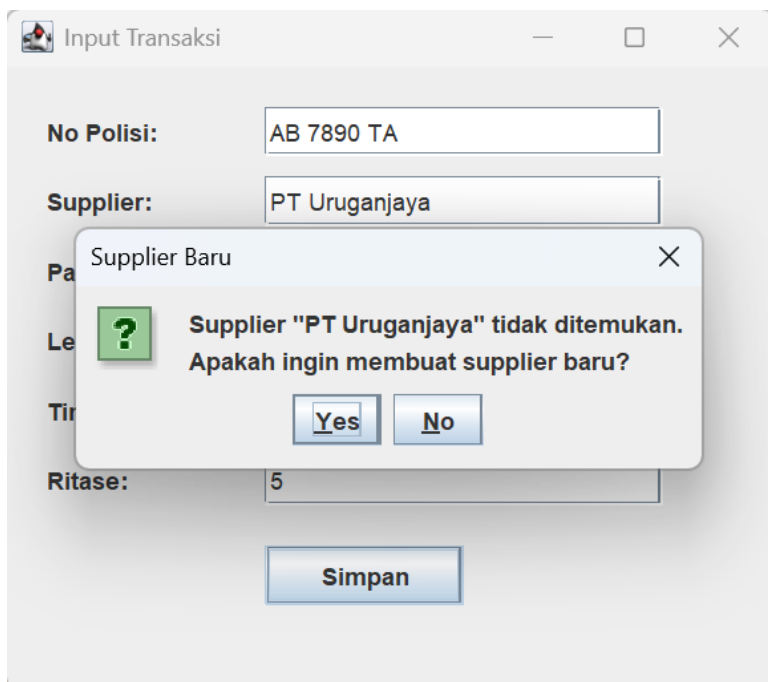 Input Transaksi
No Polisi: AB 7890 TA
Supplier: PT Uruganjaya
Supplier Baru
Supplier "PT Uruganjaya" tidak ditemukan.
Apakah ingin membuat supplier baru?
Yes No
Ritase: 5
Simpan